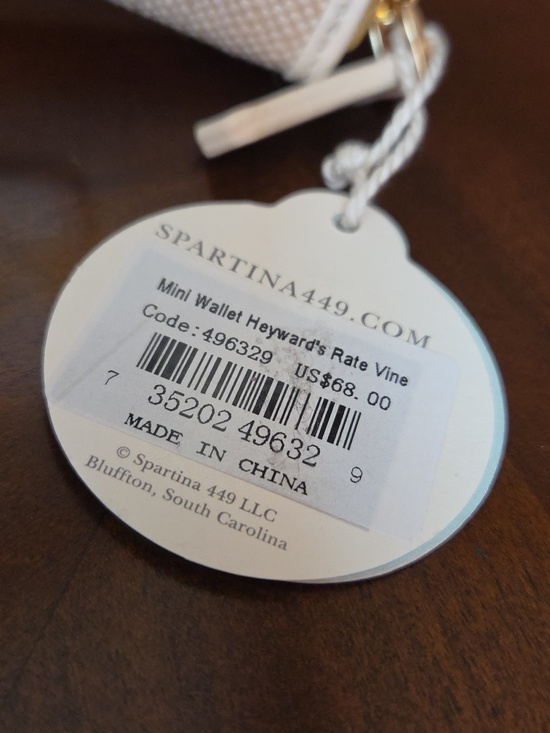 SPARTINA449.COM
Mini Wallet Heyward's Rate Vine
Code:496329 US$68.00
7 35202 49632 9
MADE IN CHINA
© Spartina 449 LLC
Bluffton, South Carolina